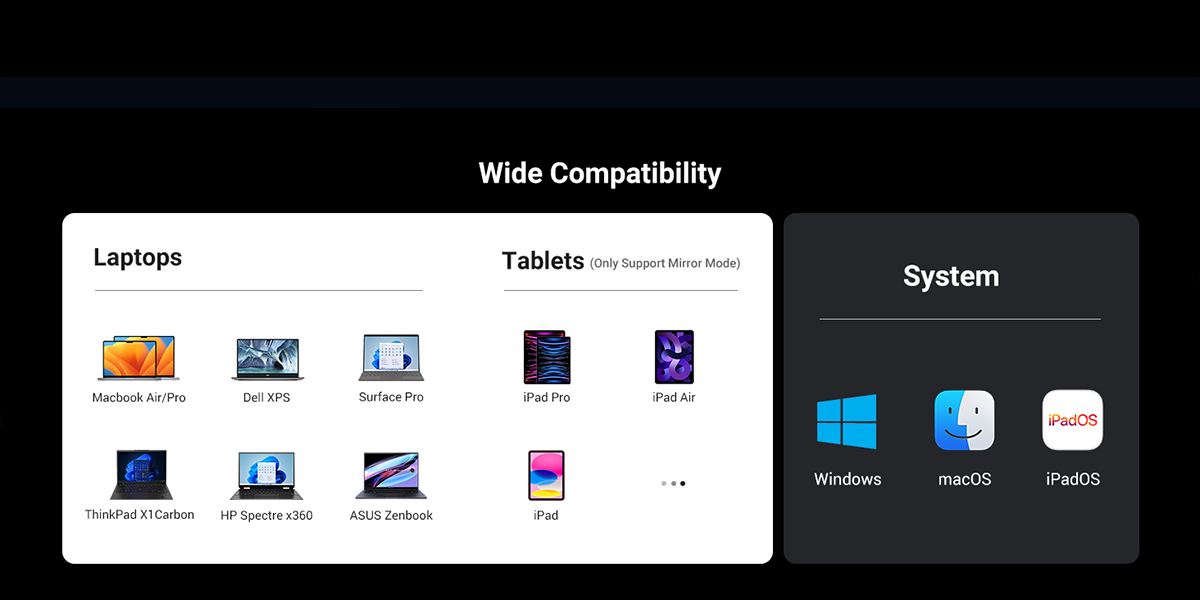 Wide Compatibility
Laptops
Tablets (Only Support Mirror Mode)
System
Macbook Air/Pro
Dell XPS
Surface Pro
iPad Pro
iPad Air
ThinkPad X1Carbon
HP Spectre x360
ASUS Zenbook
iPad
iPadOS
Windows
macOS
iPadOS